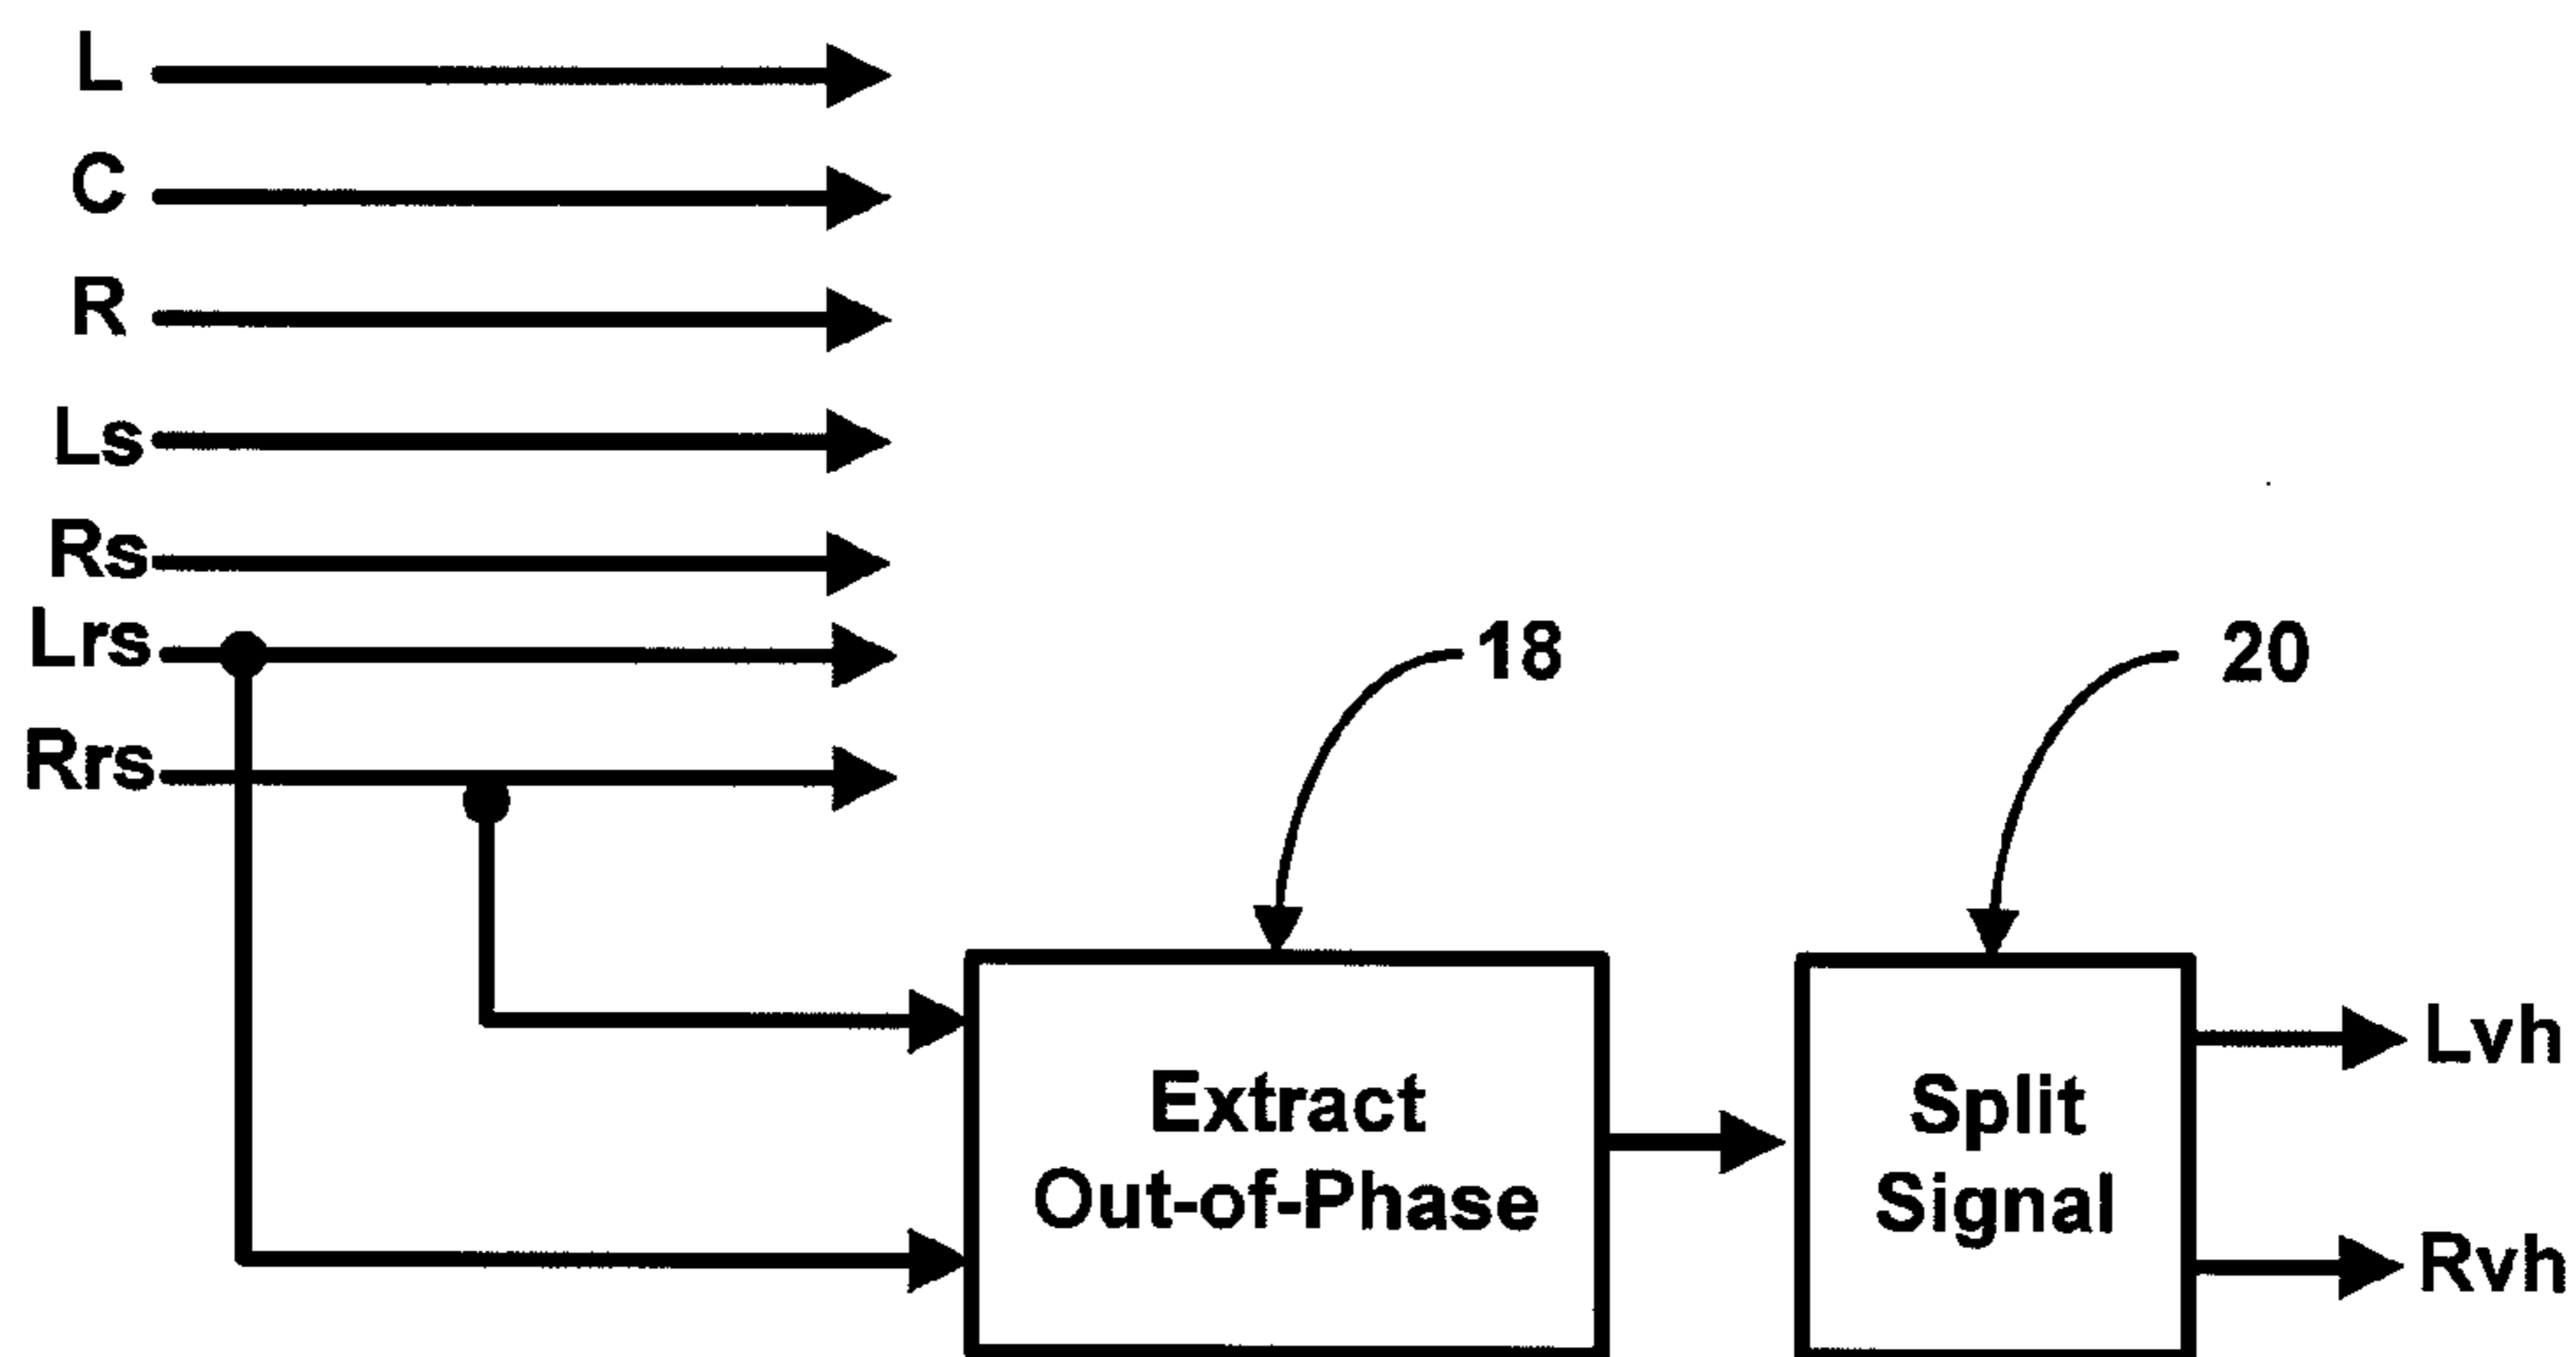 L
C
R
Ls
Rs
Lrs
Rrs
18
20
Extract
Out-of-Phase
Split
Signal
Lvh
Rvh